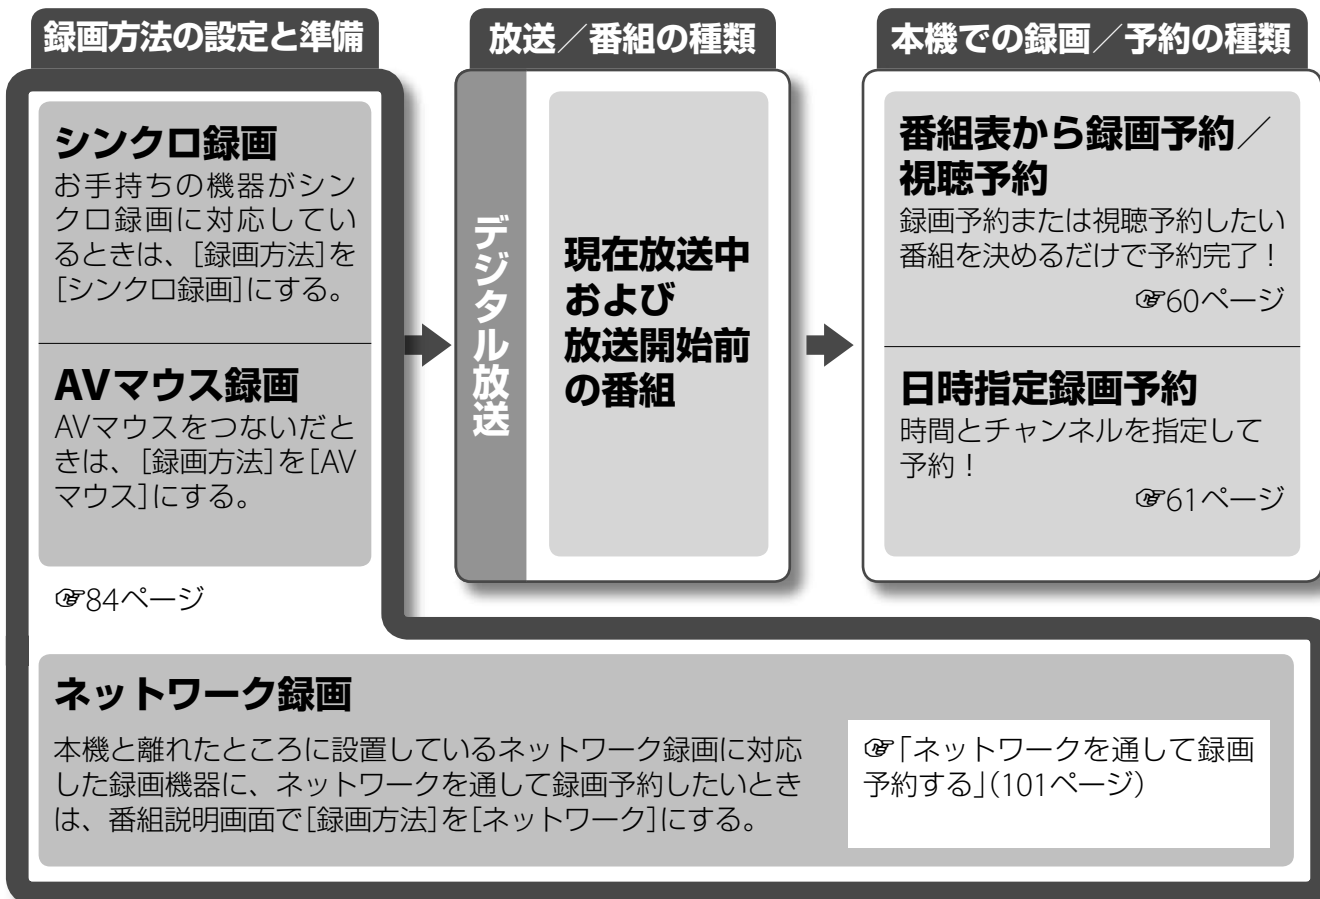 録画方法の設定と準備
シンクロ録画
お手持ちの機器がシン
クロ録画に対応してい
るときは、[録画方法]を
[シンクロ録画]にする。
AVマウス録画
AVマウスをつないだと
きは、[録画方法]を[AV
マウス]にする。
☞84ページ
放送／番組の種類
デジタル放送
現在放送中
および
放送開始前
の番組
本機での録画／予約の種類
番組表から録画予約／
視聴予約
録画予約または視聴予約したい
番組を決めるだけで予約完了！
☞60ページ
日時指定録画予約
時間とチャンネルを指定して
予約！
☞61ページ
ネットワーク録画
本機と離れたところに設置しているネットワーク録画に対応
した録画機器に、ネットワークを通して録画予約したいとき
は、番組説明画面で[録画方法]を[ネットワーク]にする。
☞「ネットワークを通して録画
予約する」(101ページ)